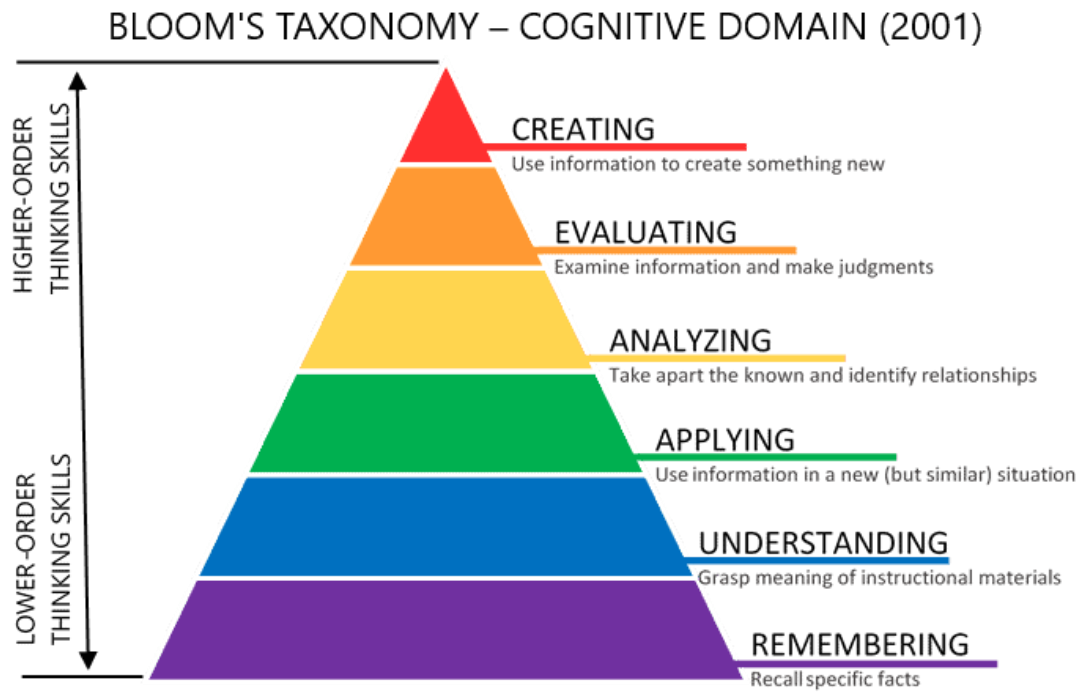 BLOOM'S TAXONOMY – COGNITIVE DOMAIN (2001)
HIGHER-ORDER
THINKING SKILLS
LOWER-ORDER
THINKING SKILLS
CREATING
Use information to create something new
EVALUATING
Examine information and make judgments
ANALYZING
Take apart the known and identify relationships
APPLYING
Use information in a new (but similar) situation
UNDERSTANDING
Grasp meaning of instructional materials
REMEMBERING
Recall specific facts